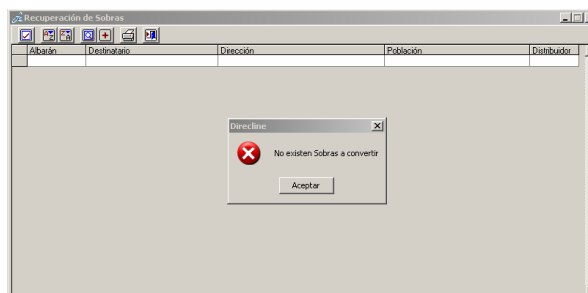 Recuperación de Sobras
Albarán Destinatario Dirección Población Distribuidor
Direcline
No existen Sobras a convertir
Aceptar